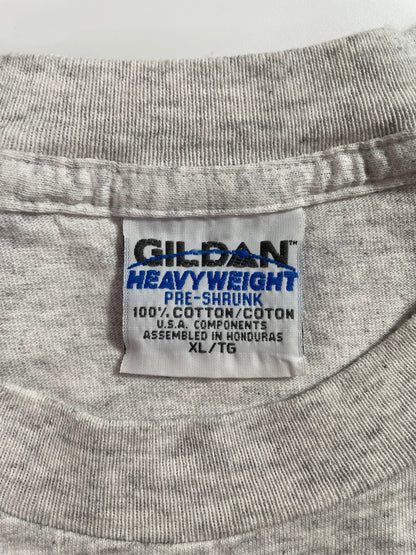 GILDAN™
HEAVYWEIGHT
PRE-SHRUNK
100% COTTON/COTON
U.S.A. COMPONENTS
ASSEMBLED IN HONDURAS
XL/TG